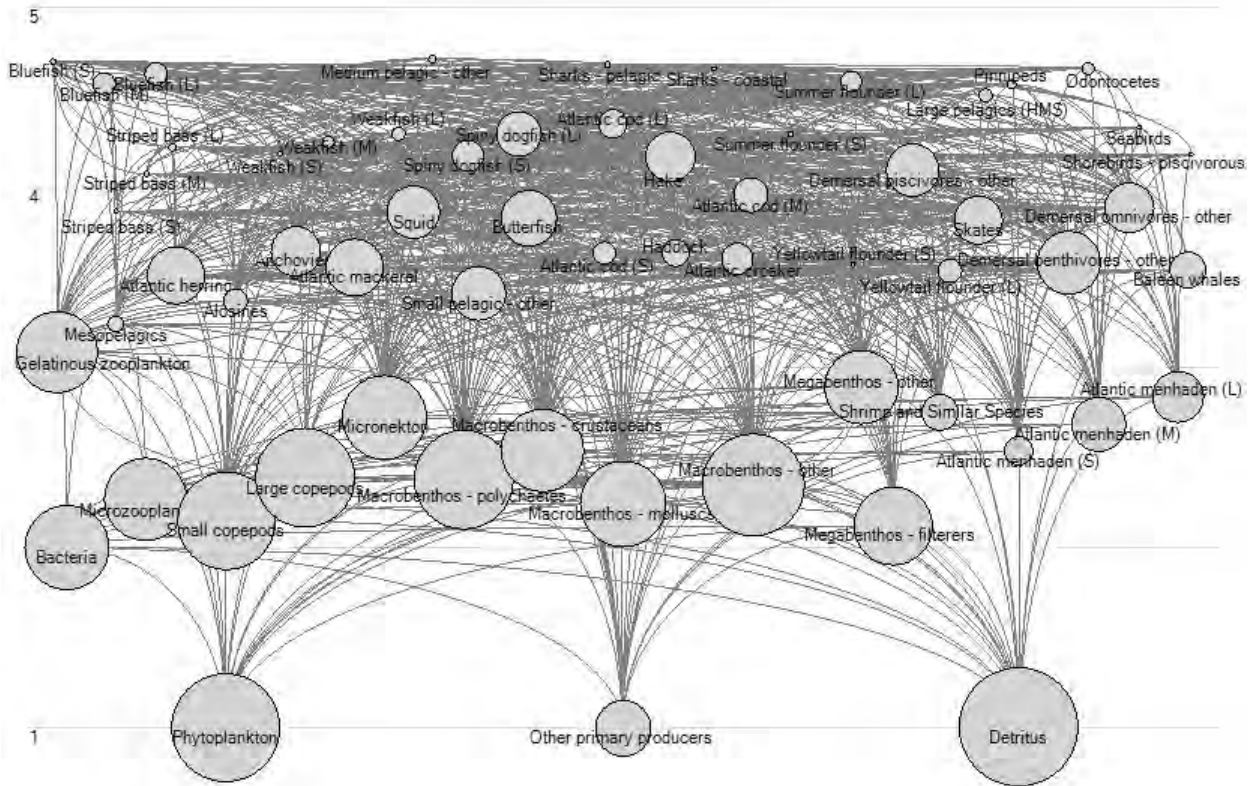 5
Bluefish (S)
Bluefish (M)
Bluefish (L)
Medium pelagic - other
Sharks - pelagic
Sharks - coastal
Summer flounder (L)
Pinnipeds
Large pelagics (HMS)
Odontocetes
Striped bass (L)
Weakfish (L)
Weakfish (M)
Weakfish (S)
Spiny dogfish (L)
Spiny dogfish (S)
Atlantic cod (L)
Summer flounder (S)
Seabirds
Shorebirds - piscivorous
Striped bass (M)
4
Hake
Demersal piscivores - other
Atlantic cod (M)
Striped bass (S)
Squid
Butterfish
Skates
Demersal omnivores - other
Anchovies
Atlantic mackerel
Atlantic herring
Alosines
Small pelagic - other
Atlantic cod (S)
Haddock
Atlantic croaker
Yellowtail flounder (S)
Yellowtail flounder (L)
Demersal benthivores - other
Baleen whales
Mesopelagics
Gelatinous zooplankton
Megabenthos - other
Shrimp and Similar Species
Atlantic menhaden (L)
Atlantic menhaden (M)
Atlantic menhaden (S)
Micronekton
Macrobenthos - crustaceans
Large copepods
Macrobenthos - polychaetes
Macrobenthos - molluscs
Macrobenthos - other
Microzooplan
Small copepods
Megabenthos - filterers
Bacteria
1
Phytoplankton
Other primary producers
Detritus